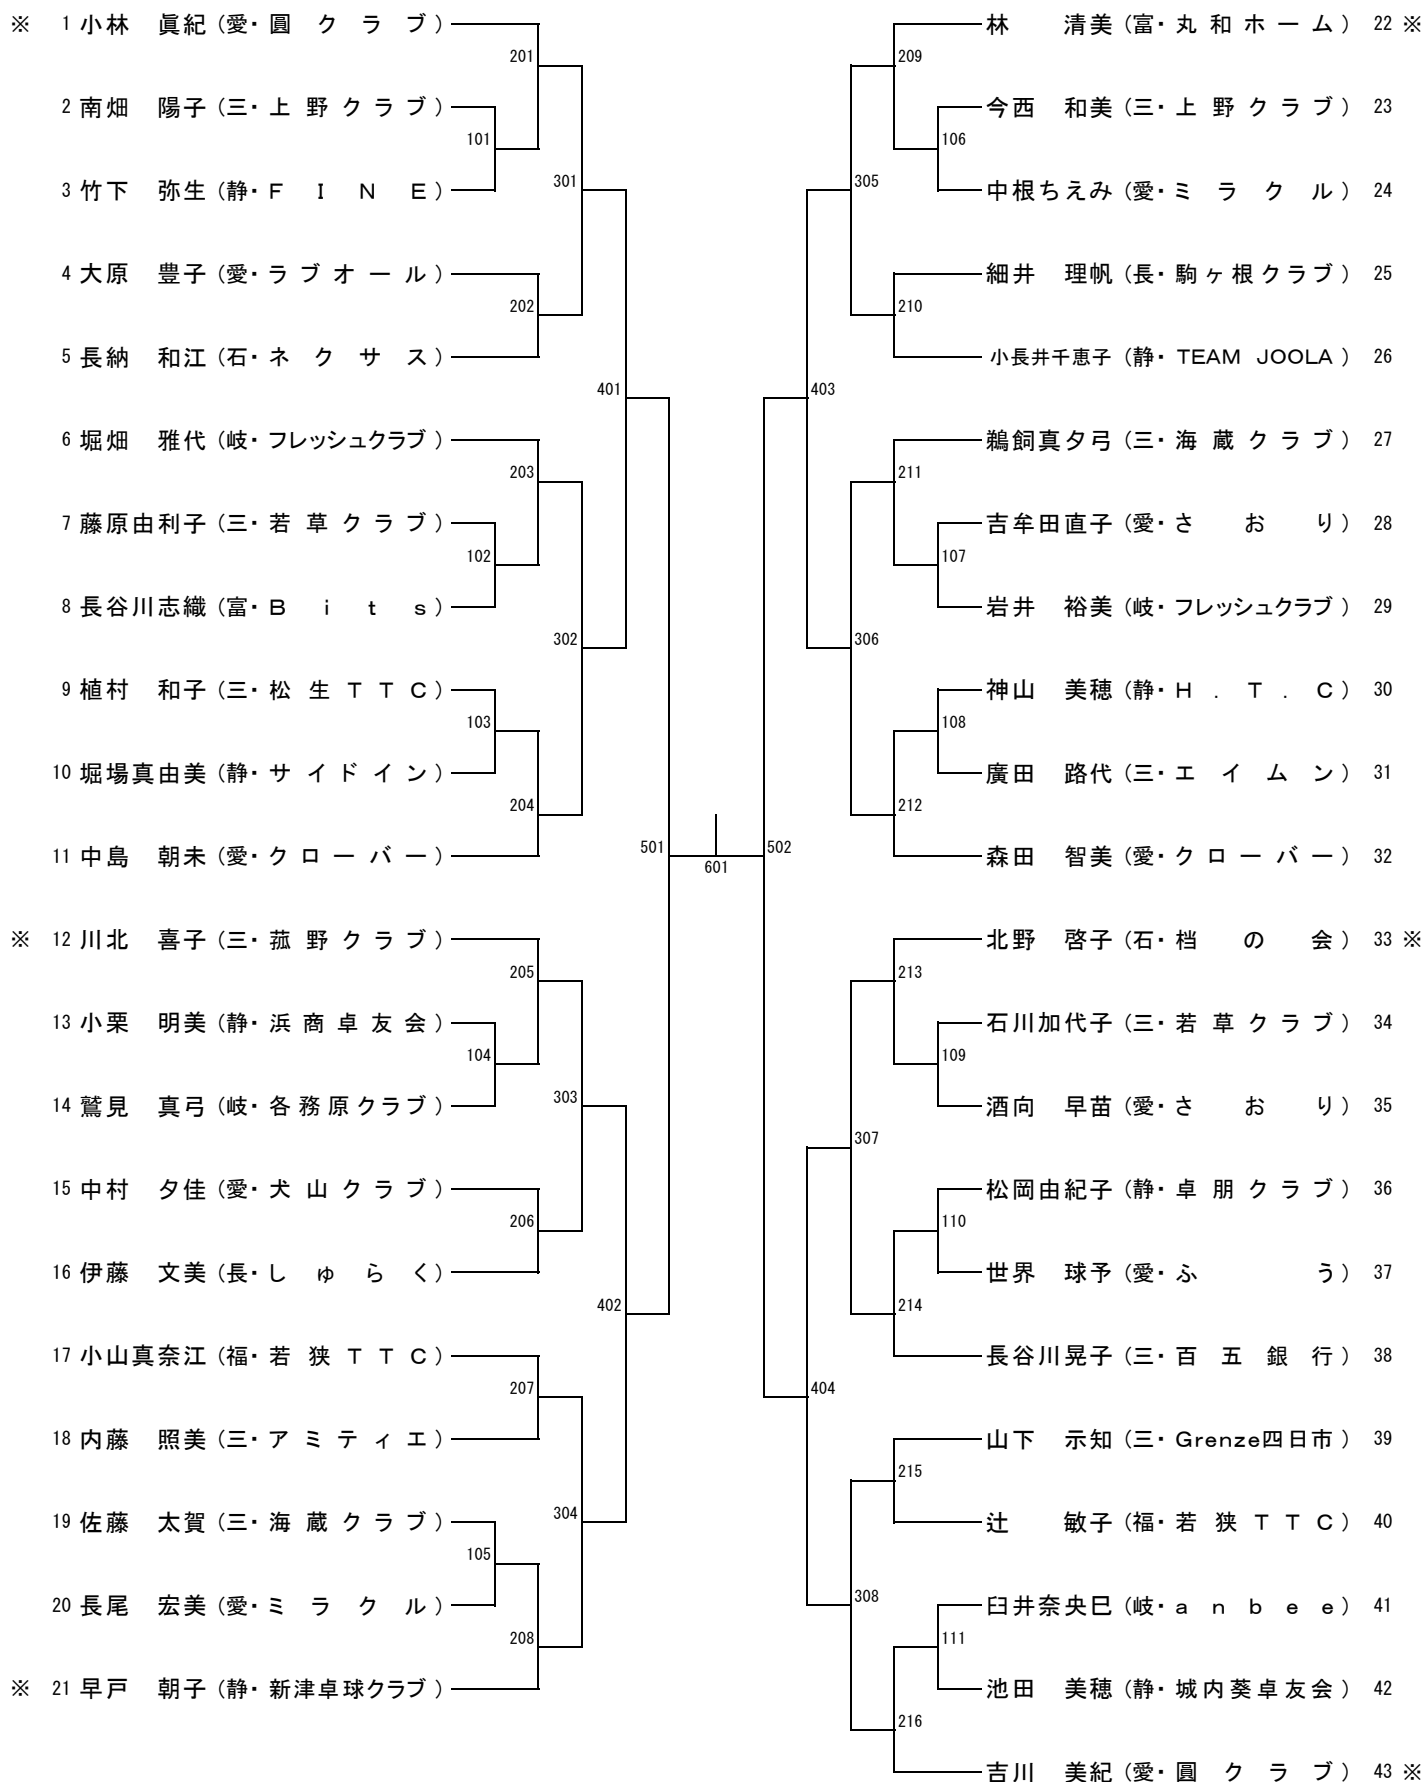 ※ 1 小林 眞紀 (愛・圓クラブ)
201
2 南畑 陽子 (三・上野クラブ)
101
3 竹下 弥生 (静・FINE)
301
4 大原 豊子 (愛・ラブオール)
202
5 長納 和江 (石・ネクサス)
401
6 堀畑 雅代 (岐・フレッシュクラブ)
203
7 藤原由利子 (三・若草クラブ)
102
8 長谷川志織 (富・Bits)
302
9 植村 和子 (三・松生TTC)
103
10 堀場真由美 (静・サイドイン)
204
11 中島 朝未 (愛・クローバー)
501
※ 12 川北 喜子 (三・菰野クラブ)
205
13 小栗 明美 (静・浜商卓友会)
104
14 鷲見 真弓 (岐・各務原クラブ)
303
15 中村 夕佳 (愛・犬山クラブ)
206
16 伊藤 文美 (長・しゅらく)
402
17 小山真奈江 (福・若狭TTC)
207
18 内藤 照美 (三・アミティエ)
304
19 佐藤 太賀 (三・海蔵クラブ)
105
20 長尾 宏美 (愛・ミラクル)
208
※ 21 早戸 朝子 (静・新津卓球クラブ)
601
林 清美 (富・丸和ホーム) 22 ※
209
今西 和美 (三・上野クラブ) 23
106
中根ちえみ (愛・ミラクル) 24
305
細井 理帆 (長・駒ヶ根クラブ) 25
210
小長井千恵子 (静・TEAM JOOLA) 26
403
鵜飼真夕弓 (三・海蔵クラブ) 27
211
吉牟田直子 (愛・さおり) 28
107
岩井 裕美 (岐・フレッシュクラブ) 29
306
神山 美穂 (静・H.T.C) 30
108
廣田 路代 (三・エイムン) 31
212
森田 智美 (愛・クローバー) 32
502
北野 啓子 (石・档の会) 33 ※
213
石川加代子 (三・若草クラブ) 34
109
酒向 早苗 (愛・さおり) 35
307
松岡由紀子 (静・卓朋クラブ) 36
110
世界 球予 (愛・ふう) 37
214
長谷川晃子 (三・百五銀行) 38
404
山下 示知 (三・Grenze四日市) 39
215
辻 敏子 (福・若狭TTC) 40
308
臼井奈央巳 (岐・anbee) 41
111
池田 美穂 (静・城内葵卓友会) 42
216
吉川 美紀 (愛・圓クラブ) 43 ※